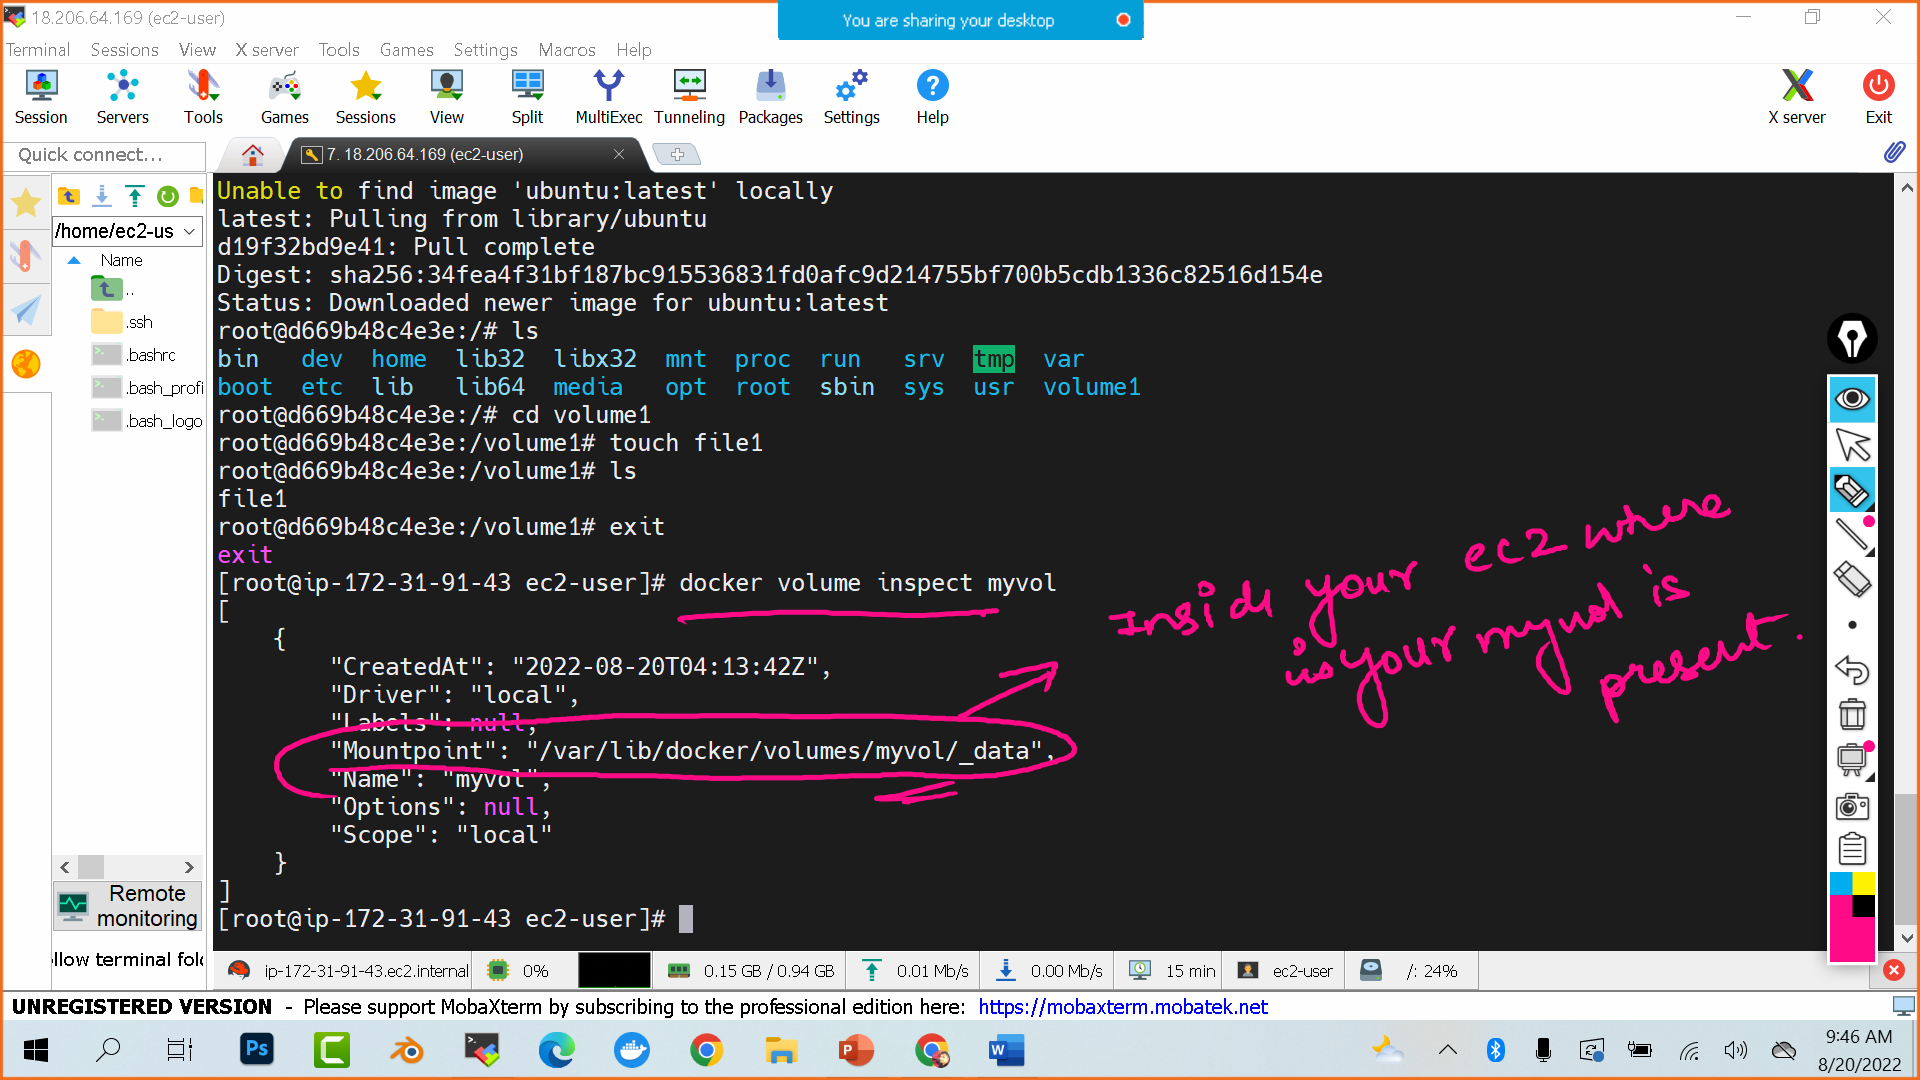 18.206.64.169 (ec2-user)
You are sharing your desktop
Terminal Sessions View X server Tools Games Settings Macros Help
Session Servers Tools Games Sessions View Split MultiExec Tunneling Packages Settings Help X server Exit
Quick connect...
7. 18.206.64.169 (ec2-user)
/home/ec2-us
Name
..
.ssh
.bashrc
.bash_profi
.bash_logo
Unable to find image 'ubuntu:latest' locally
latest: Pulling from library/ubuntu
d19f32bd9e41: Pull complete
Digest: sha256:34fea4f31bf187bc915536831fd0afc9d214755bf700b5cdb1336c82516d154e
Status: Downloaded newer image for ubuntu:latest
root@d669b48c4e3e:/# ls
bin dev home lib32 libx32 mnt proc run srv tmp var
boot etc lib lib64 media opt root sbin sys usr volume1
root@d669b48c4e3e:/# cd volume1
root@d669b48c4e3e:/volume1# touch file1
root@d669b48c4e3e:/volume1# ls
file1
root@d669b48c4e3e:/volume1# exit
exit
[root@ip-172-31-91-43 ec2-user]# docker volume inspect myvol
[
{
"CreatedAt": "2022-08-20T04:13:42Z",
"Driver": "local",
"Labels": null,
"Mountpoint": "/var/lib/docker/volumes/myvol/_data",
"Name": "myvol",
"Options": null,
"Scope": "local"
}
]
[root@ip-172-31-91-43 ec2-user]#
Inside your ec2 where
is your myvol is
present.
Remote
monitoring
llow terminal fol
ip-172-31-91-43.ec2.internal 0% 0.15 GB / 0.94 GB 0.01 Mb/s 0.00 Mb/s 15 min ec2-user /: 24%
UNREGISTERED VERSION - Please support MobaXterm by subscribing to the professional edition here: https://mobaxterm.mobatek.net
Ps
9:46 AM
8/20/2022